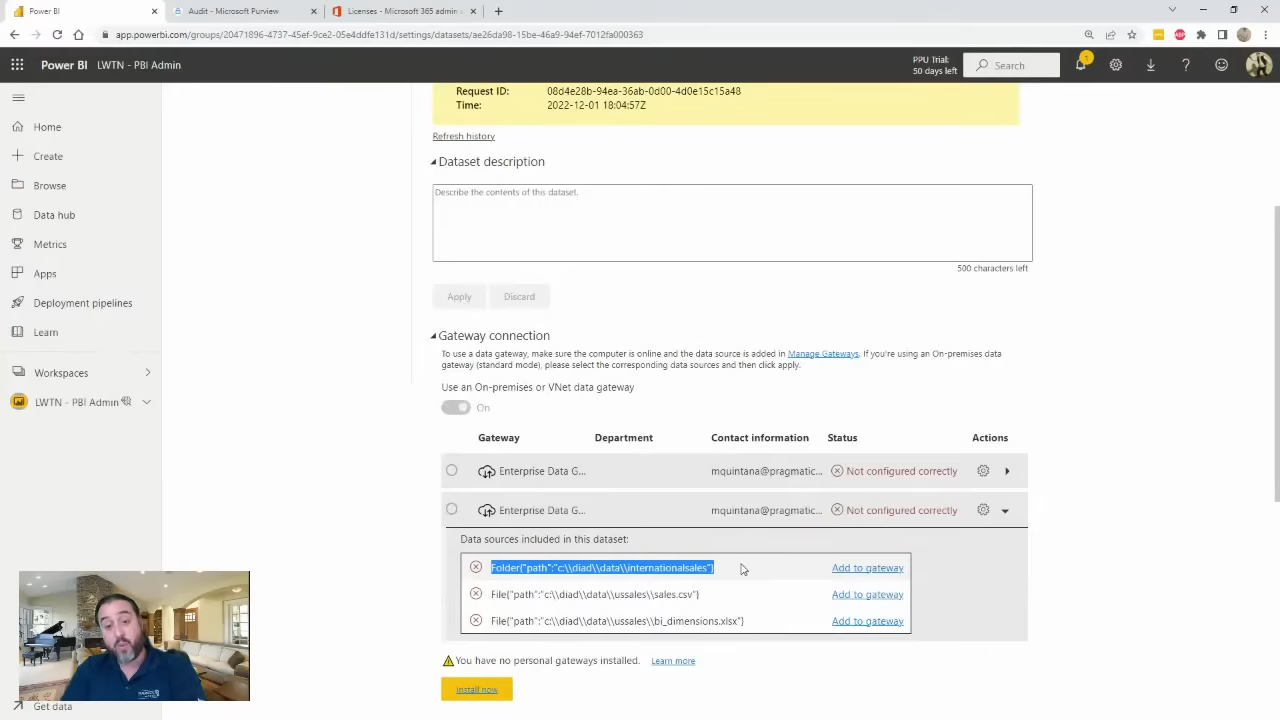 Power BI
Audit - Microsoft Purview
Licenses - Microsoft 365 admin
app.powerbi.com/groups/20471896-4737-45ef-9ce2-05e4ddfe131d/settings/datasets/ae26da98-15be-46a9-94ef-7012fa000363
Power BI LWTN - PBI Admin
PPU Trial:
50 days left
Search
Home
Create
Browse
Data hub
Metrics
Apps
Deployment pipelines
Learn
Workspaces
LWTN - PBI Admin
Get data
Request ID: 08d4e28b-94ea-36ab-0d00-4d0e15c15a48
Time: 2022-12-01 18:04:57Z
Refresh history
Dataset description
Describe the contents of this dataset.
500 characters left
Apply Discard
Gateway connection
To use a data gateway, make sure the computer is online and the data source is added in Manage Gateways. If you're using an On-premises data
gateway (standard mode), please select the corresponding data sources and then click apply.
Use an On-premises or VNet data gateway
On
Gateway Department Contact information Status Actions
Enterprise Data G... mquintana@pragmatic... Not configured correctly
Enterprise Data G... mquintana@pragmatic... Not configured correctly
Data sources included in this dataset:
Folder{"path":"c:\\diad\\data\\internationalsales"} Add to gateway
File{"path":"c:\\diad\\data\\ussales\\sales.csv"} Add to gateway
File{"path":"c:\\diad\\data\\ussales\\bi_dimensions.xlsx"} Add to gateway
You have no personal gateways installed. Learn more
Install now